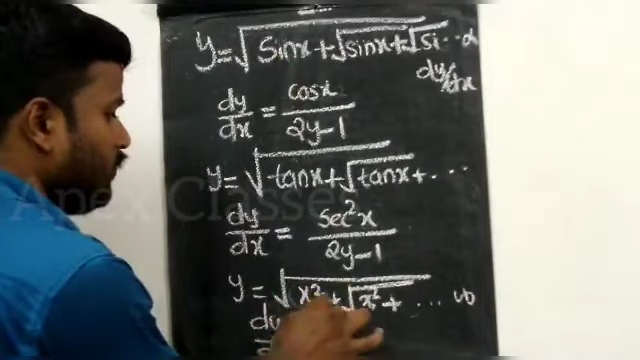 y = √sinx + √sinx + √si ... ∝
dy/dx
dy/dx = cosx / 2y-1
y = √tanx + √tanx + ...
dy/dx = sec²x / 2y-1
y = √x² + √x² + ... ∞
Apex Classes